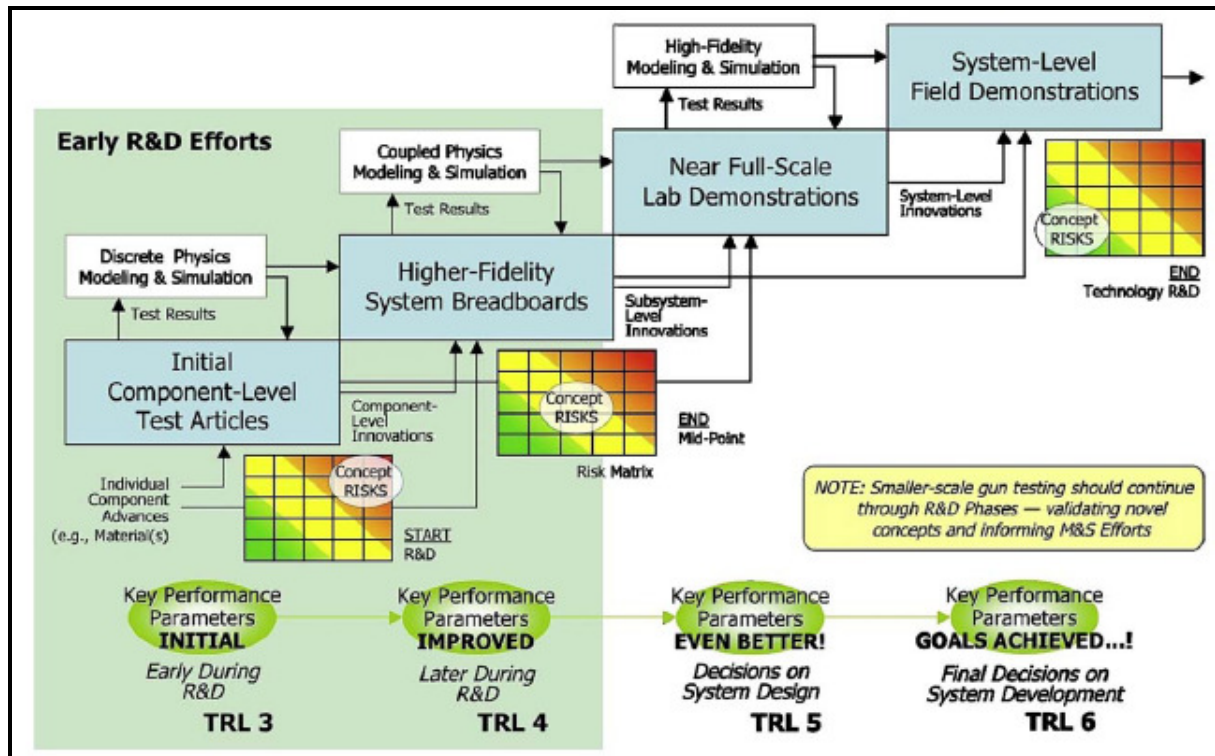 High-Fidelity
Modeling & Simulation
System-Level
Field Demonstrations
Test Results
Early R&D Efforts
Coupled Physics
Modeling & Simulation
Near Full-Scale
Lab Demonstrations
System-Level
Innovations
Concept
RISKS
Test Results
Discrete Physics
Modeling & Simulation
Higher-Fidelity
System Breadboards
END
Technology R&D
Subsystem-
Level
Innovations
Test Results
Initial
Component-Level
Test Articles
Component-
Level
Innovations
Concept
RISKS
END
Mid-Point
Risk Matrix
Individual
Component
Advances
(e.g., Material(s)
Concept
RISKS
START
R&D
NOTE: Smaller-scale gun testing should continue
through R&D Phases — validating novel
concepts and informing M&S Efforts
Key Performance
Parameters
INITIAL
Early During
R&D
TRL 3
Key Performance
Parameters
IMPROVED
Later During
R&D
TRL 4
Key Performance
Parameters
EVEN BETTER!
Decisions on
System Design
TRL 5
Key Performance
Parameters
GOALS ACHIEVED...!
Final Decisions on
System Development
TRL 6